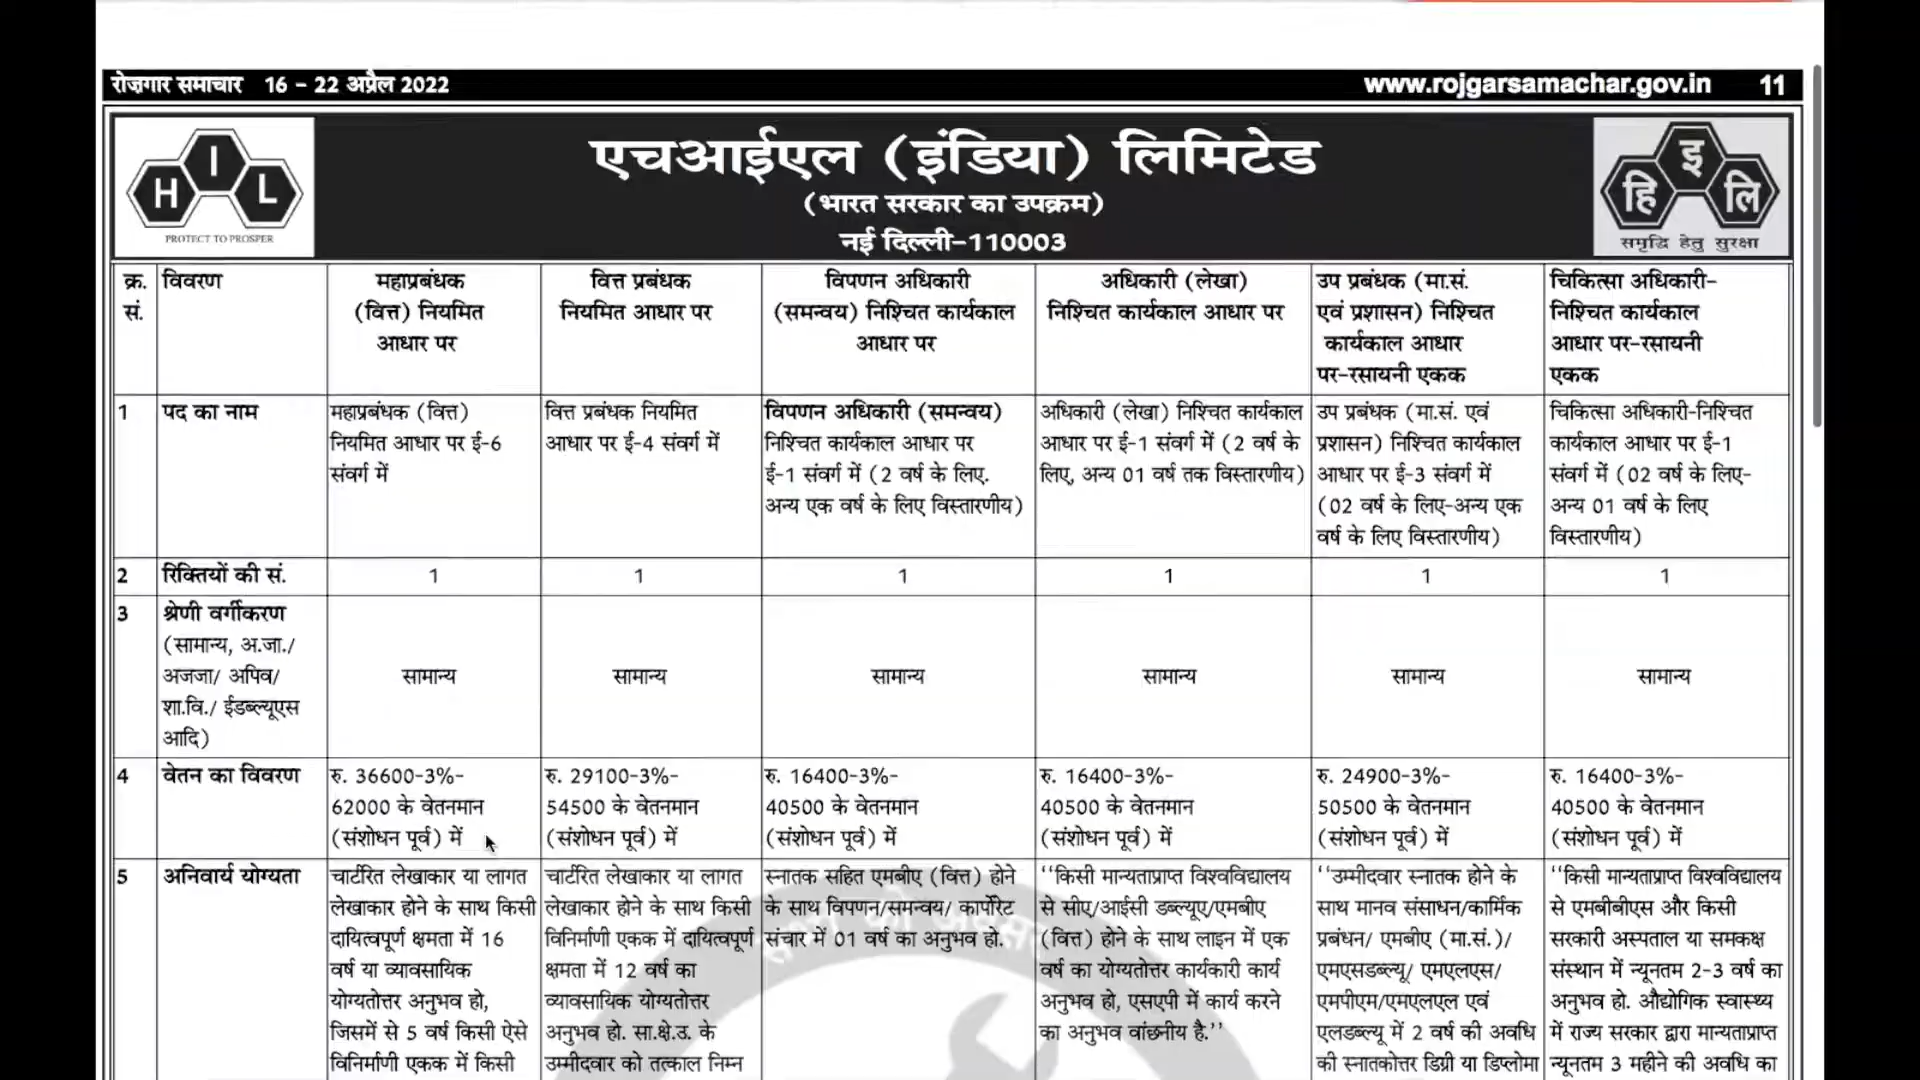 रोज़गार समाचार 16 - 22 अप्रैल 2022 www.rojgarsamachar.gov.in 11
H I L
PROTECT TO PROSPER
एचआईएल (इंडिया) लिमिटेड
(भारत सरकार का उपक्रम)
नई दिल्ली-110003
हि इ लि
समृद्धि हेतु सुरक्षा
क्र.
सं.
विवरण
महाप्रबंधक
(वित्त) नियमित
आधार पर
वित्त प्रबंधक
नियमित आधार पर
विपणन अधिकारी
(समन्वय) निश्चित कार्यकाल
आधार पर
अधिकारी (लेखा)
निश्चित कार्यकाल आधार पर
उप प्रबंधक (मा.सं.
एवं प्रशासन) निश्चित
कार्यकाल आधार
पर-रसायनी एकक
चिकित्सा अधिकारी-
निश्चित कार्यकाल
आधार पर-रसायनी
एकक
1
पद का नाम
महाप्रबंधक (वित्त)
नियमित आधार पर ई-6
संवर्ग में
वित्त प्रबंधक नियमित
आधार पर ई-4 संवर्ग में
विपणन अधिकारी (समन्वय)
निश्चित कार्यकाल आधार पर
ई-1 संवर्ग में (2 वर्ष के लिए.
अन्य एक वर्ष के लिए विस्तारणीय)
अधिकारी (लेखा) निश्चित कार्यकाल
आधार पर ई-1 संवर्ग में (2 वर्ष के
लिए, अन्य 01 वर्ष तक विस्तारणीय)
उप प्रबंधक (मा.सं. एवं
प्रशासन) निश्चित कार्यकाल
आधार पर ई-3 संवर्ग में
(02 वर्ष के लिए-अन्य एक
वर्ष के लिए विस्तारणीय)
चिकित्सा अधिकारी-निश्चित
कार्यकाल आधार पर ई-1
संवर्ग में (02 वर्ष के लिए-
अन्य 01 वर्ष के लिए
विस्तारणीय)
2 रिक्तियों की सं. 1 1 1 1 1 1
3
श्रेणी वर्गीकरण
(सामान्य, अ.जा./
अजजा/ अपिव/
शा.वि./ ईडब्ल्यूएस
आदि)
सामान्य सामान्य सामान्य सामान्य सामान्य सामान्य
4
वेतन का विवरण
रु. 36600-3%-
62000 के वेतनमान
(संशोधन पूर्व) में
रु. 29100-3%-
54500 के वेतनमान
(संशोधन पूर्व) में
रु. 16400-3%-
40500 के वेतनमान
(संशोधन पूर्व) में
रु. 16400-3%-
40500 के वेतनमान
(संशोधन पूर्व) में
रु. 24900-3%-
50500 के वेतनमान
(संशोधन पूर्व) में
रु. 16400-3%-
40500 के वेतनमान
(संशोधन पूर्व) में
5
अनिवार्य योग्यता
चार्टरित लेखाकार या लागत
लेखाकार होने के साथ किसी
दायित्वपूर्ण क्षमता में 16
वर्ष या व्यावसायिक
योग्यतोत्तर अनुभव हो,
जिसमें से 5 वर्ष किसी ऐसे
विनिर्माणी एकक में किसी
चार्टरित लेखाकार या लागत
लेखाकार होने के साथ किसी
विनिर्माणी एकक में दायित्वपूर्ण
क्षमता में 12 वर्ष का
व्यावसायिक योग्यतोत्तर
अनुभव हो. सा.क्षे.उ. के
उम्मीदवार को तत्काल निम्न
स्नातक सहित एमबीए (वित्त) होने
के साथ विपणन/समन्वय/ कार्पोरेट
संचार में 01 वर्ष का अनुभव हो.
''किसी मान्यताप्राप्त विश्वविद्यालय
से सीए/आईसी डब्ल्यूए/एमबीए
(वित्त) होने के साथ लाइन में एक
वर्ष का योग्यतोत्तर कार्यकारी कार्य
अनुभव हो, एसएपी में कार्य करने
का अनुभव वांछनीय है.''
''उम्मीदवार स्नातक होने के
साथ मानव संसाधन/कार्मिक
प्रबंधन/ एमबीए (मा.सं.)/
एमएसडब्ल्यू/ एमएलएस/
एमपीएम/एमएलएल एवं
एलडब्ल्यू में 2 वर्ष की अवधि
की स्नातकोत्तर डिग्री या डिप्लोमा
''किसी मान्यताप्राप्त विश्वविद्यालय
से एमबीबीएस और किसी
सरकारी अस्पताल या समकक्ष
संस्थान में न्यूनतम 2-3 वर्ष का
अनुभव हो. औद्योगिक स्वास्थ्य
में राज्य सरकार द्वारा मान्यताप्राप्त
न्यूनतम 3 महीने की अवधि का